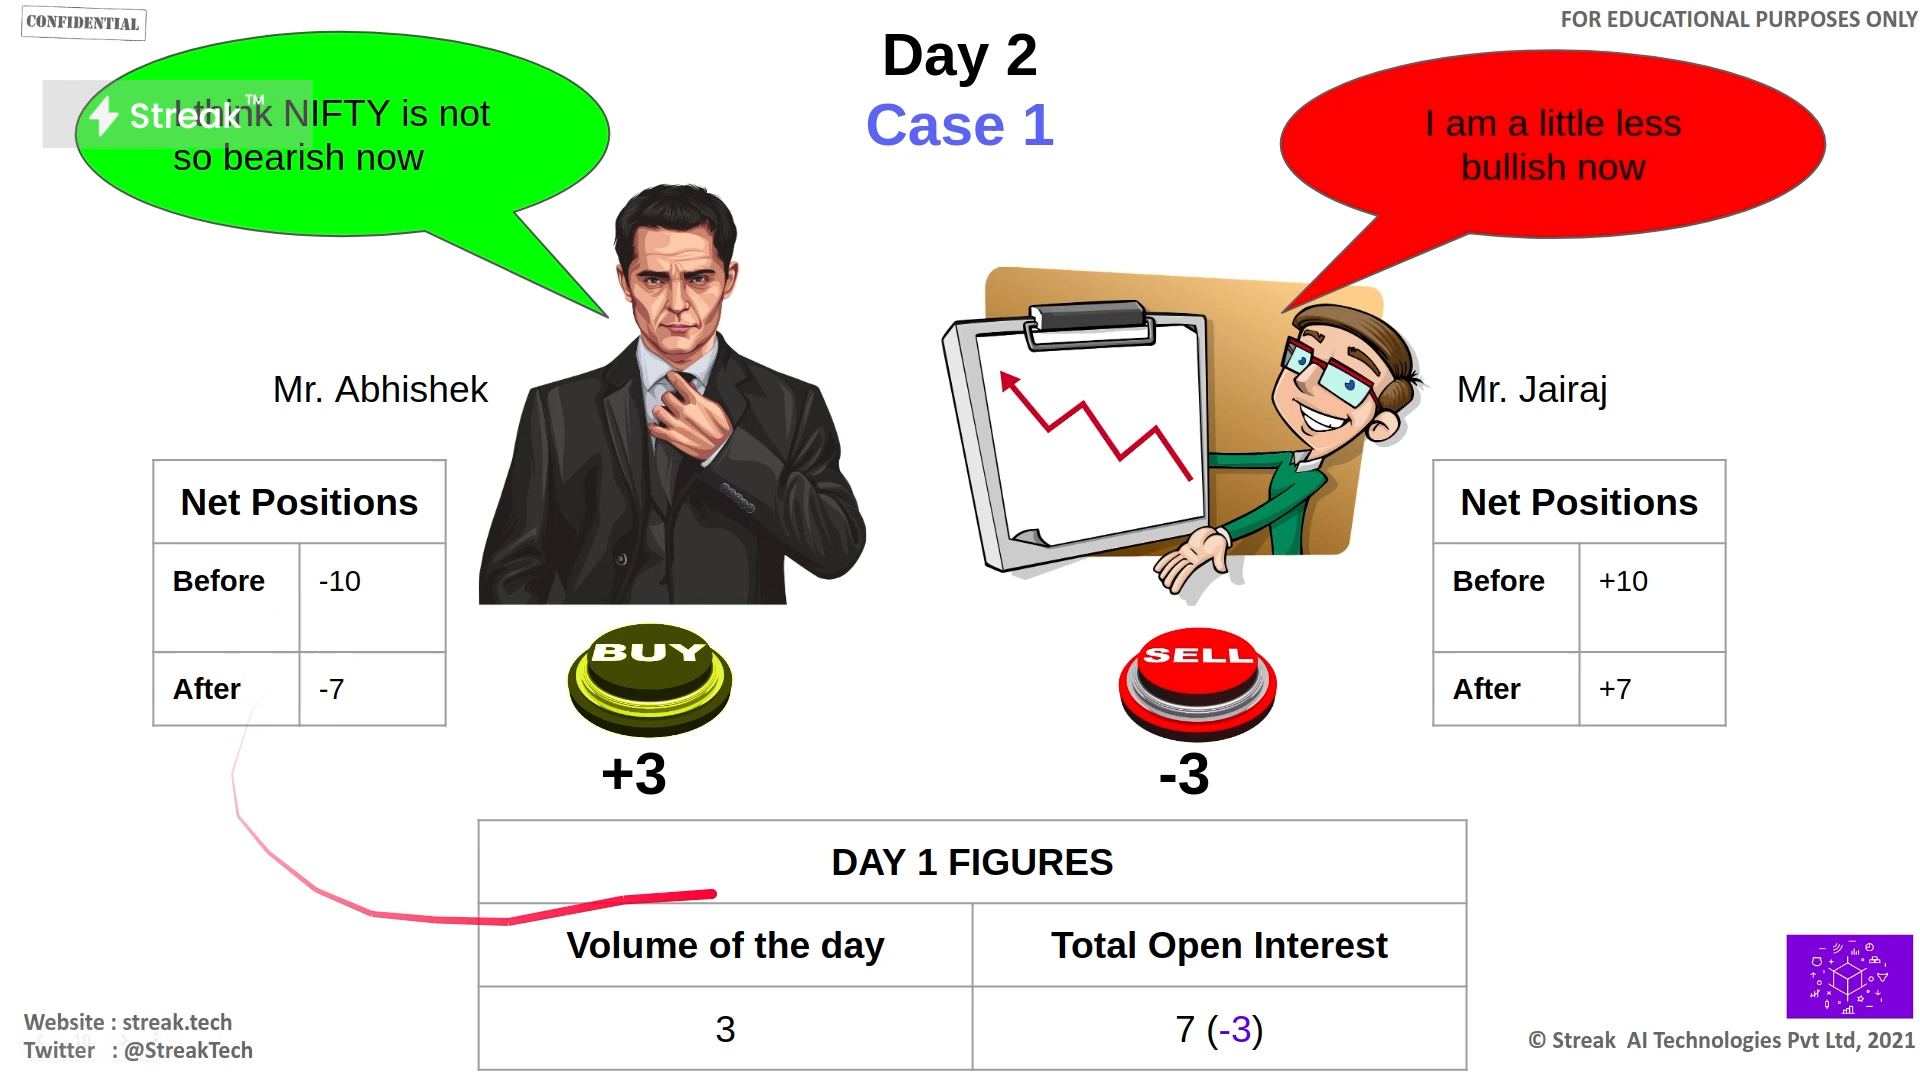 CONFIDENTIAL
FOR EDUCATIONAL PURPOSES ONLY
Day 2
Case 1
Streak™
I think NIFTY is not
so bearish now
I am a little less
bullish now
Mr. Abhishek
Mr. Jairaj
Net Positions
Before -10
After -7
Net Positions
Before +10
After +7
BUY
SELL
+3
-3
DAY 1 FIGURES
Volume of the day Total Open Interest
3 7 (-3)
Website : streak.tech
Twitter : @StreakTech
© Streak AI Technologies Pvt Ltd, 2021